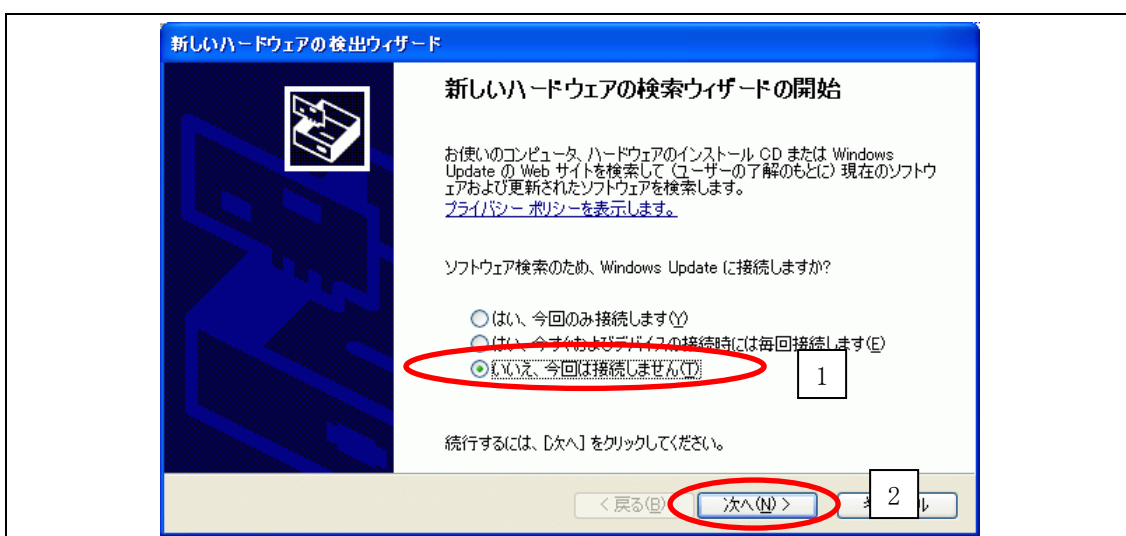 新しいハードウェアの検出ウィザード
新しいハードウェアの検索ウィザードの開始
お使いのコンピュータ、ハードウェアのインストール CD または Windows
Update の Web サイトを検索して (ユーザーの了解のもとに) 現在のソフトウ
ェアおよび更新されたソフトウェアを検索します。
プライバシー ポリシーを表示します。
ソフトウェア検索のため、Windows Update に接続しますか?
はい、今回のみ接続します(Y)
はい、今すぐおよびデバイスの接続時には毎回接続します(E)
いいえ、今回は接続しません(T)
1
続行するには、[次へ] をクリックしてください。
< 戻る(B)
次へ(N) >
2
ル